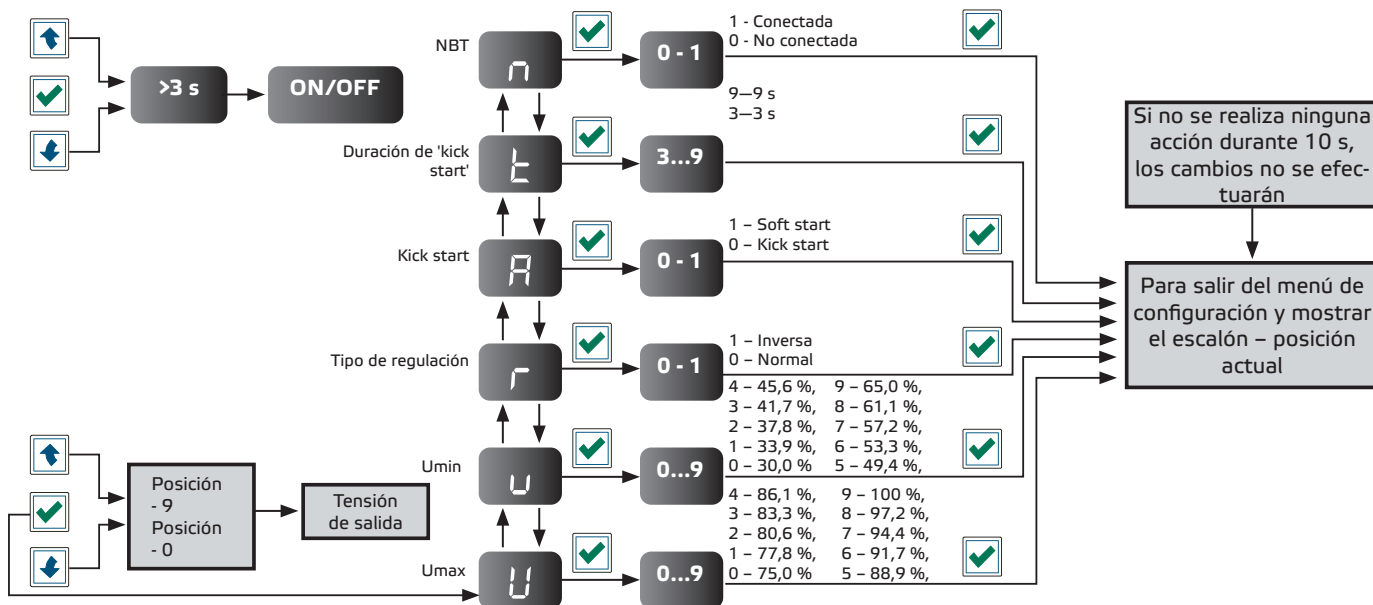 >3 s
ON/OFF
NBT
n
0 - 1
1 - Conectada
0 - No conectada
Duración de 'kick
start'
t
3...9
9—9 s
3—3 s
Kick start
A
0 - 1
1 – Soft start
0 – Kick start
Tipo de regulación
r
0 - 1
1 – Inversa
0 – Normal
Umin
u
0...9
4 – 45,6 %, 9 – 65,0 %,
3 – 41,7 %, 8 – 61,1 %,
2 – 37,8 %, 7 – 57,2 %,
1 – 33,9 %, 6 – 53,3 %,
0 – 30,0 % 5 – 49,4 %,
Umax
U
0...9
4 – 86,1 %, 9 – 100 %,
3 – 83,3 %, 8 – 97,2 %,
2 – 80,6 %, 7 – 94,4 %,
1 – 77,8 %, 6 – 91,7 %,
0 – 75,0 % 5 – 88,9 %,
Posición
- 9
Posición
- 0
Tensión
de salida
Si no se realiza ninguna
acción durante 10 s,
los cambios no se efec-
tuarán
Para salir del menú de
configuración y mostrar
el escalón – posición
actual